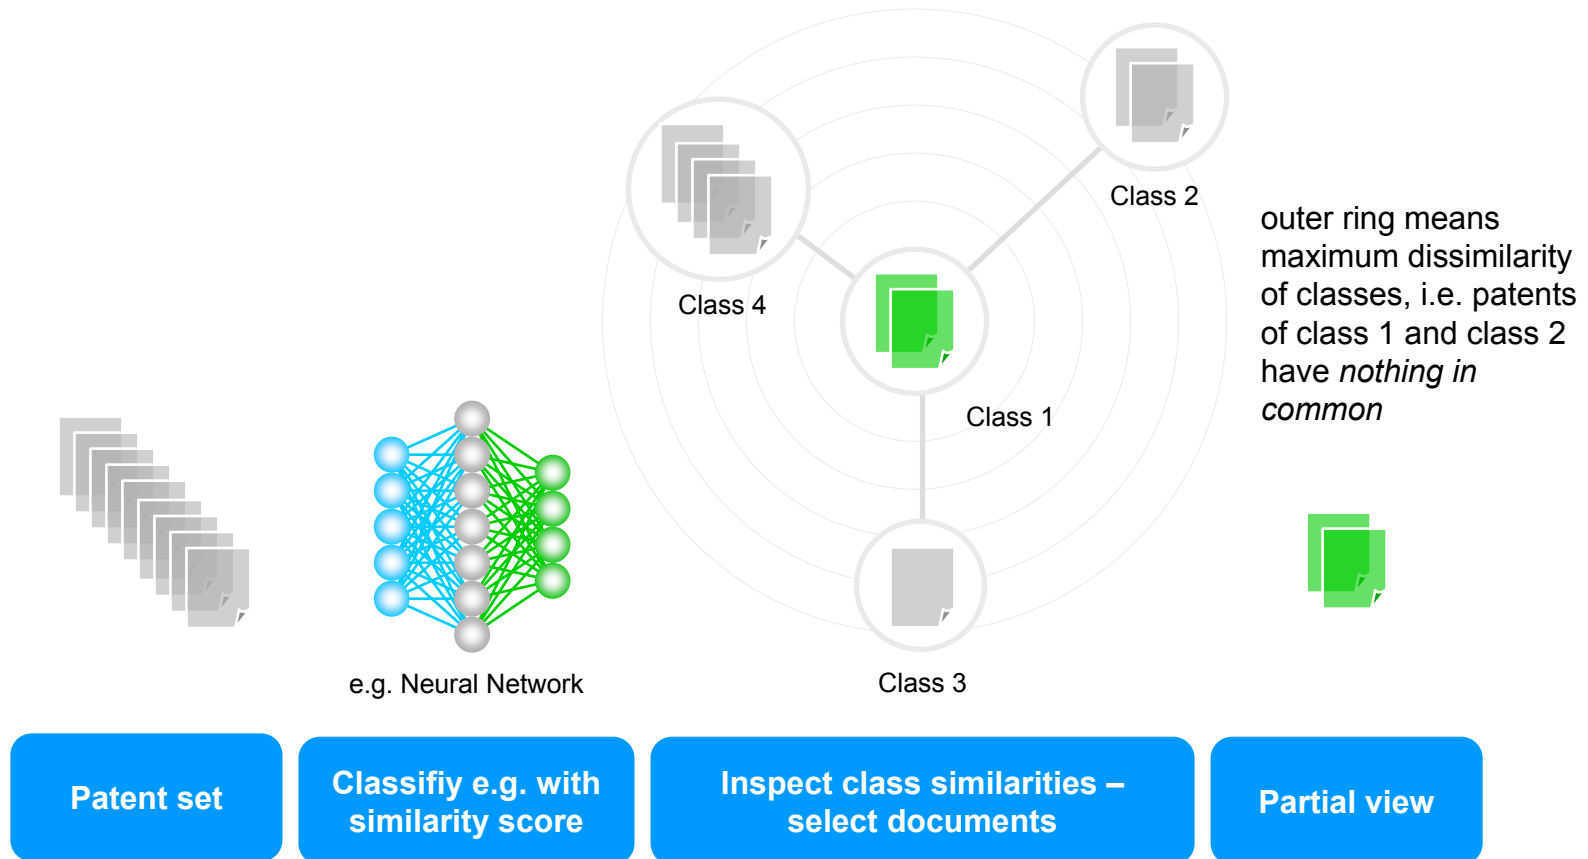 Class 2
Class 4
Class 1
outer ring means
maximum dissimilarity
of classes, i.e. patents
of class 1 and class 2
have nothing in
common
e.g. Neural Network
Class 3
Patent set
Classifiy e.g. with
similarity score
Inspect class similarities –
select documents
Partial view